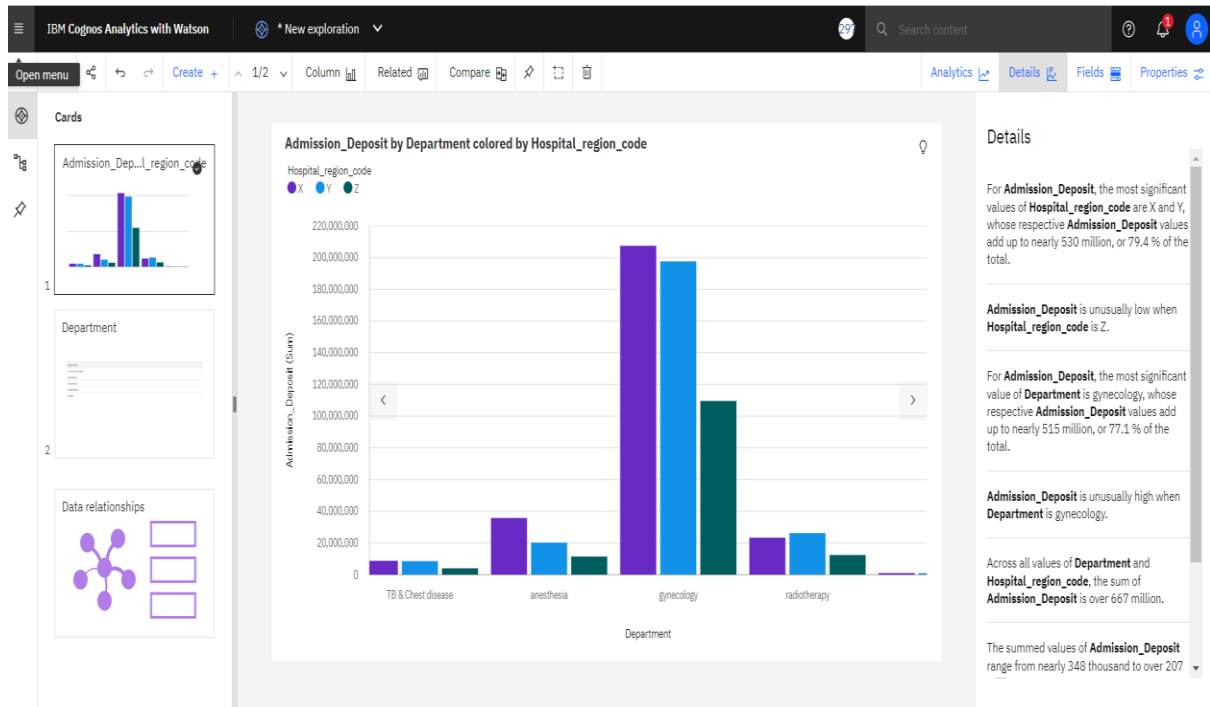 IBM Cognos Analytics with Watson
* New exploration
297
Search content
1
Open menu
Create +
1/2
Column
Related
Compare
Analytics
Details
Fields
Properties
Cards
Admission_Dep...l_region_code
1
Department
2
Data relationships
Admission_Deposit by Department colored by Hospital_region_code
Hospital_region_code
X Y Z
Admission_Deposit (Sum)
220,000,000
200,000,000
180,000,000
160,000,000
140,000,000
120,000,000
100,000,000
80,000,000
60,000,000
40,000,000
20,000,000
0
TB & Chest disease
anesthesia
gynecology
radiotherapy
Department
Details
For Admission_Deposit, the most significant
values of Hospital_region_code are X and Y,
whose respective Admission_Deposit values
add up to nearly 530 million, or 79.4 % of the
total.
Admission_Deposit is unusually low when
Hospital_region_code is Z.
For Admission_Deposit, the most significant
value of Department is gynecology, whose
respective Admission_Deposit values add
up to nearly 515 million, or 77.1 % of the
total.
Admission_Deposit is unusually high when
Department is gynecology.
Across all values of Department and
Hospital_region_code, the sum of
Admission_Deposit is over 667 million.
The summed values of Admission_Deposit
range from nearly 348 thousand to over 207